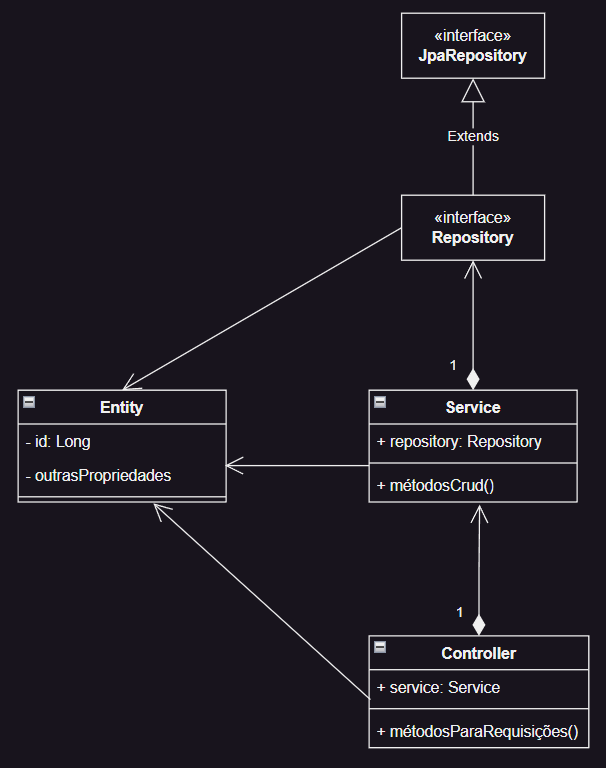 «interface»
JpaRepository
Extends
«interface»
Repository
1
Entity
- id: Long
- outrasPropriedades
Service
+ repository: Repository
+ métodosCrud()
1
Controller
+ service: Service
+ métodosParaRequisições()